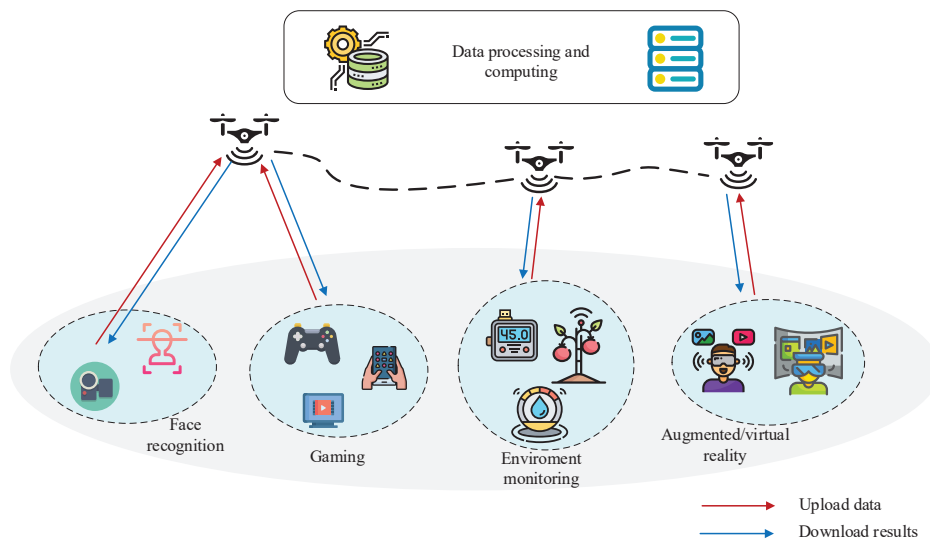 Data processing and
computing
45.0
Face
recognition
Gaming
Enviroment
monitoring
Augmented/virtual
reality
Upload data
Download results